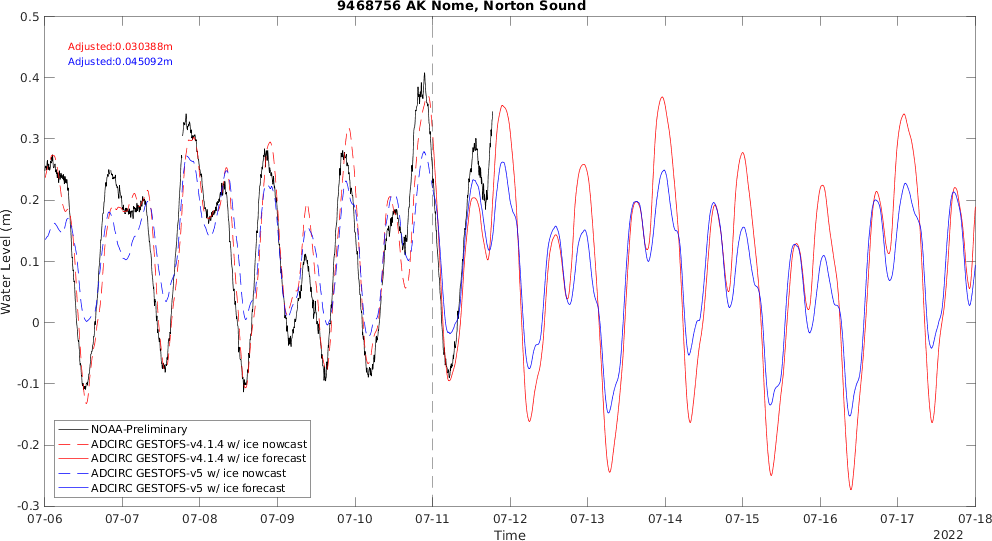 9468756 AK Nome, Norton Sound
0.5
Adjusted:0.030388m
Adjusted:0.045092m
0.4
0.3
0.2
0.1
0
-0.1
-0.2
-0.3
Water Level (m)
NOAA-Preliminary
ADCIRC GESTOFS-v4.1.4 w/ ice nowcast
ADCIRC GESTOFS-v4.1.4 w/ ice forecast
ADCIRC GESTOFS-v5 w/ ice nowcast
ADCIRC GESTOFS-v5 w/ ice forecast
07-06 07-07 07-08 07-09 07-10 07-11 07-12 07-13 07-14 07-15 07-16 07-17 07-18
Time
2022